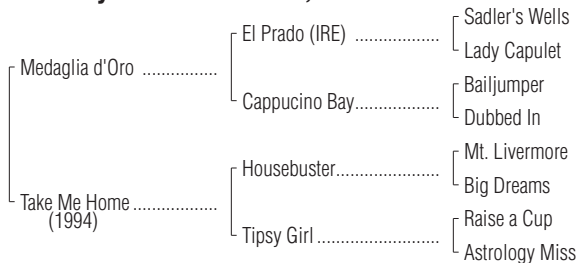 Sadler's Wells
El Prado (IRE) ..................
Lady Capulet
Medaglia d'Oro ................
Bailjumper
Cappucino Bay.....................
Dubbed In
Mt. Livermore
Housebuster.........................
Big Dreams
Take Me Home ..................
(1994)
Raise a Cup
Tipsy Girl ..........................
Astrology Miss